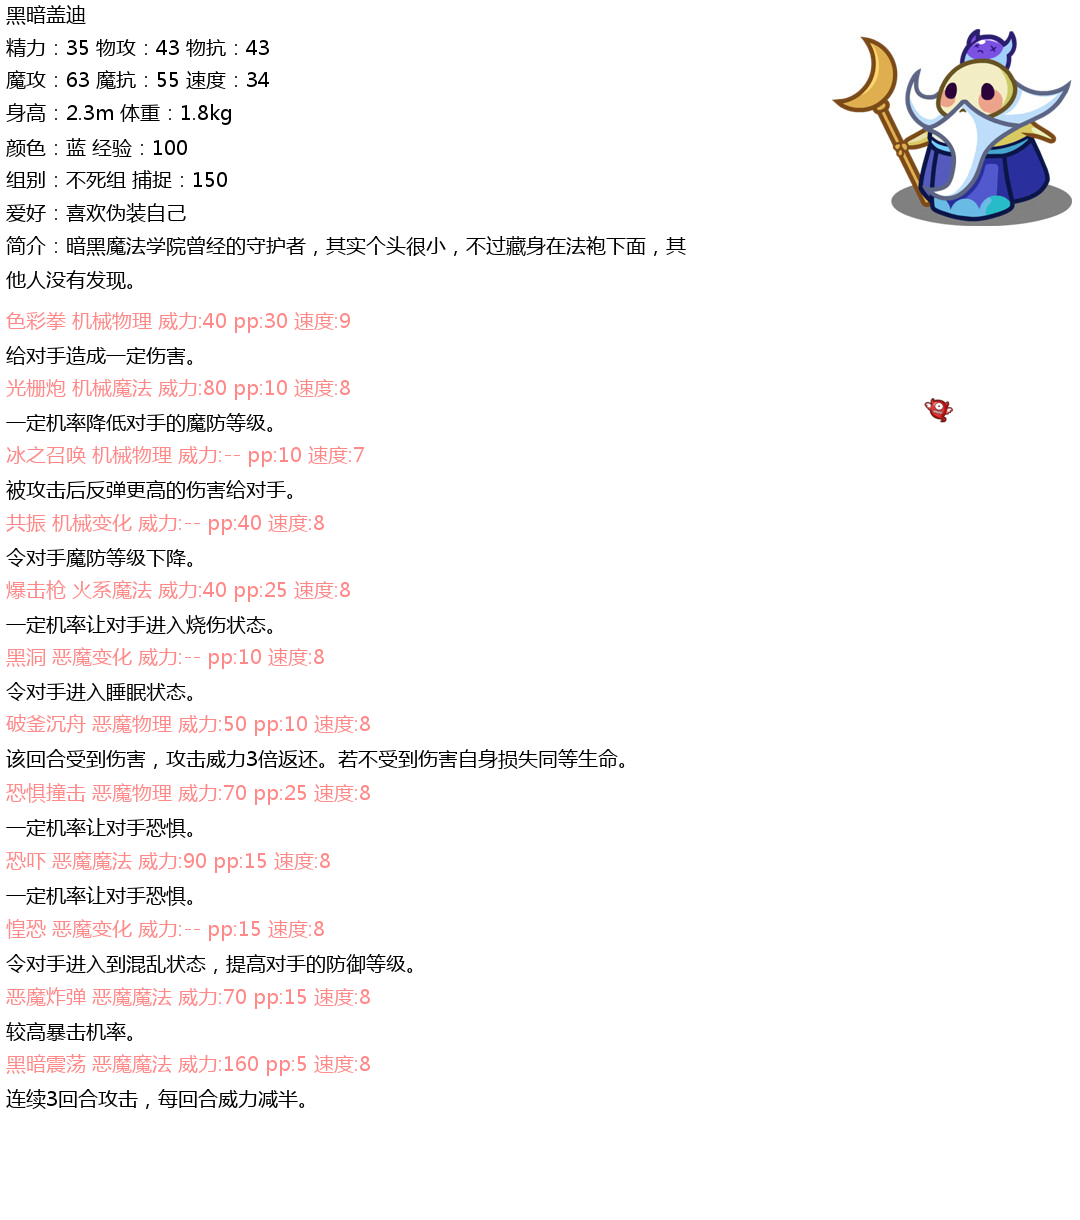 黑暗盖迪
精力：35 物攻：43 物抗：43
魔攻：63 魔抗：55 速度：34
身高：2.3m 体重：1.8kg
颜色：蓝 经验：100
组别：不死组 捕捉：150
爱好：喜欢伪装自己
简介：暗黑魔法学院曾经的守护者，其实个头很小，不过藏身在法袍下面，其
他人没有发现。
色彩拳 机械物理 威力:40 pp:30 速度:9
给对手造成一定伤害。
光栅炮 机械魔法 威力:80 pp:10 速度:8
一定机率降低对手的魔防等级。
冰之召唤 机械物理 威力:-- pp:10 速度:7
被攻击后反弹更高的伤害给对手。
共振 机械变化 威力:-- pp:40 速度:8
令对手魔防等级下降。
爆击枪 火系魔法 威力:40 pp:25 速度:8
一定机率让对手进入烧伤状态。
黑洞 恶魔变化 威力:-- pp:10 速度:8
令对手进入睡眠状态。
破釜沉舟 恶魔物理 威力:50 pp:10 速度:8
该回合受到伤害，攻击威力3倍返还。若不受到伤害自身损失同等生命。
恐惧撞击 恶魔物理 威力:70 pp:25 速度:8
一定机率让对手恐惧。
恐吓 恶魔魔法 威力:90 pp:15 速度:8
一定机率让对手恐惧。
惶恐 恶魔变化 威力:-- pp:15 速度:8
令对手进入到混乱状态，提高对手的防御等级。
恶魔炸弹 恶魔魔法 威力:70 pp:15 速度:8
较高暴击机率。
黑暗震荡 恶魔魔法 威力:160 pp:5 速度:8
连续3回合攻击，每回合威力减半。